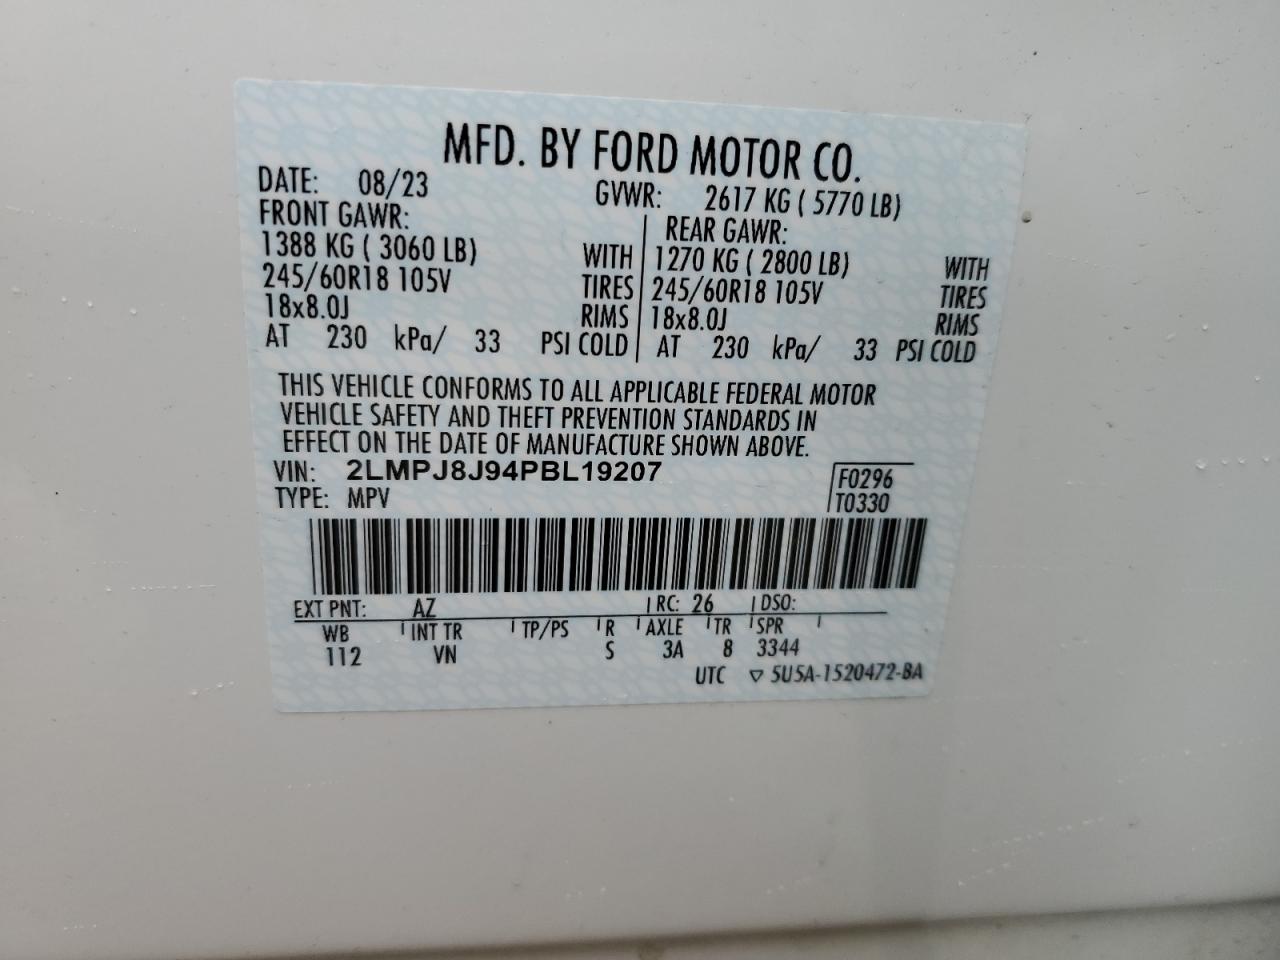 MFD. BY FORD MOTOR CO.
DATE: 08/23 GVWR: 2617 KG ( 5770 LB)
FRONT GAWR: REAR GAWR:
1388 KG ( 3060 LB) WITH 1270 KG ( 2800 LB) WITH
245/60R18 105V TIRES 245/60R18 105V TIRES
18x8.0J RIMS 18x8.0J RIMS
AT 230 kPa/ 33 PSI COLD AT 230 kPa/ 33 PSI COLD
THIS VEHICLE CONFORMS TO ALL APPLICABLE FEDERAL MOTOR
VEHICLE SAFETY AND THEFT PREVENTION STANDARDS IN
EFFECT ON THE DATE OF MANUFACTURE SHOWN ABOVE.
VIN: 2LMPJ8J94PBL19207 F0296
TYPE: MPV T0330
EXT PNT: AZ RC: 26 DSO:
WB INT TR TP/PS R AXLE TR SPR
112 VN S 3A 8 3344
UTC ▽ 5U5A-1520472-BA